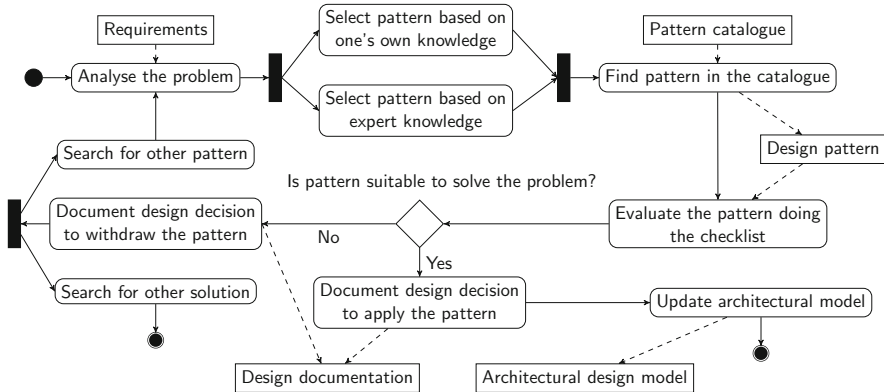 Requirements
Select pattern based on
one's own knowledge
Pattern catalogue
Analyse the problem
Find pattern in the catalogue
Select pattern based on
expert knowledge
Search for other pattern
Design pattern
Is pattern suitable to solve the problem?
Document design decision
to withdraw the pattern
No
Evaluate the pattern doing
the checklist
Yes
Search for other solution
Document design decision
to apply the pattern
Update architectural model
Design documentation
Architectural design model